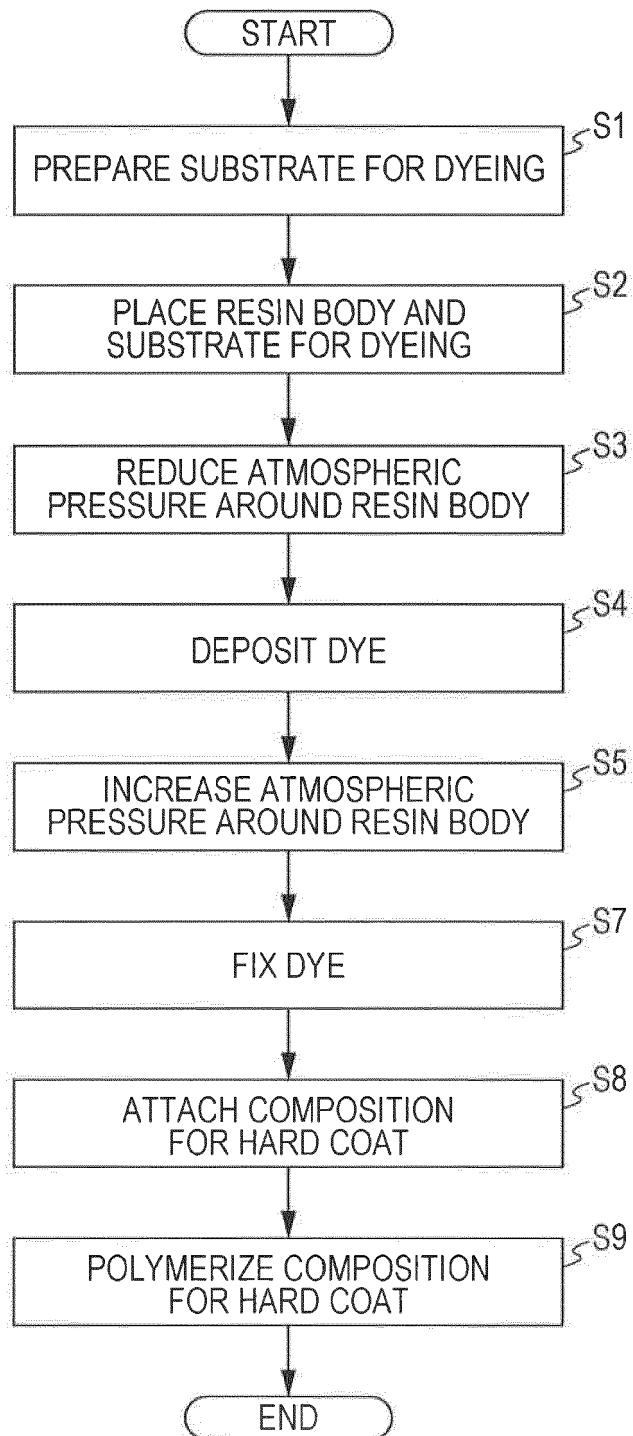 START
S1
PREPARE SUBSTRATE FOR DYEING
S2
PLACE RESIN BODY AND
SUBSTRATE FOR DYEING
S3
REDUCE ATMOSPHERIC
PRESSURE AROUND RESIN BODY
S4
DEPOSIT DYE
S5
INCREASE ATMOSPHERIC
PRESSURE AROUND RESIN BODY
S7
FIX DYE
S8
ATTACH COMPOSITION
FOR HARD COAT
S9
POLYMERIZE COMPOSITION
FOR HARD COAT
END